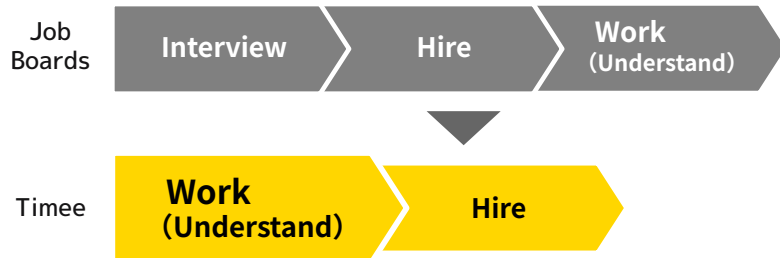 Job
Boards
Interview
Hire
Work
(Understand)
Timee
Work
(Understand)
Hire